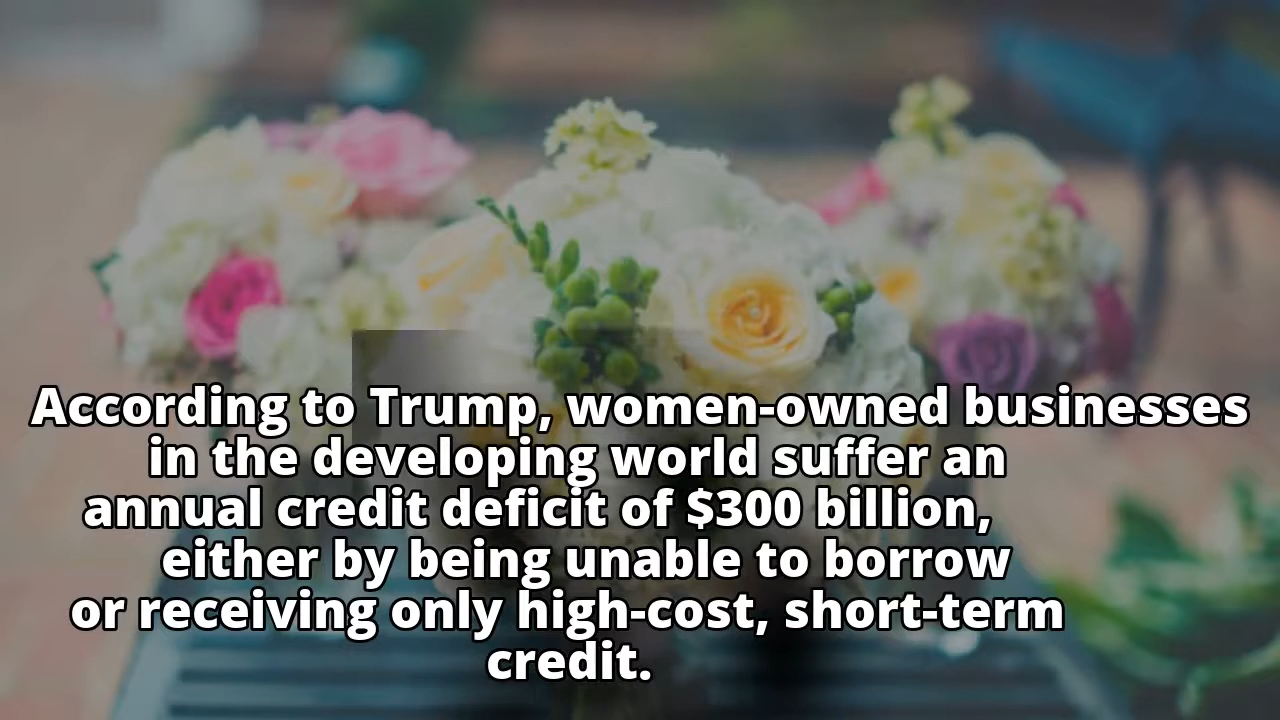 According to Trump, women-owned businesses
in the developing world suffer an
annual credit deficit of $300 billion,
either by being unable to borrow
or receiving only high-cost, short-term
credit.